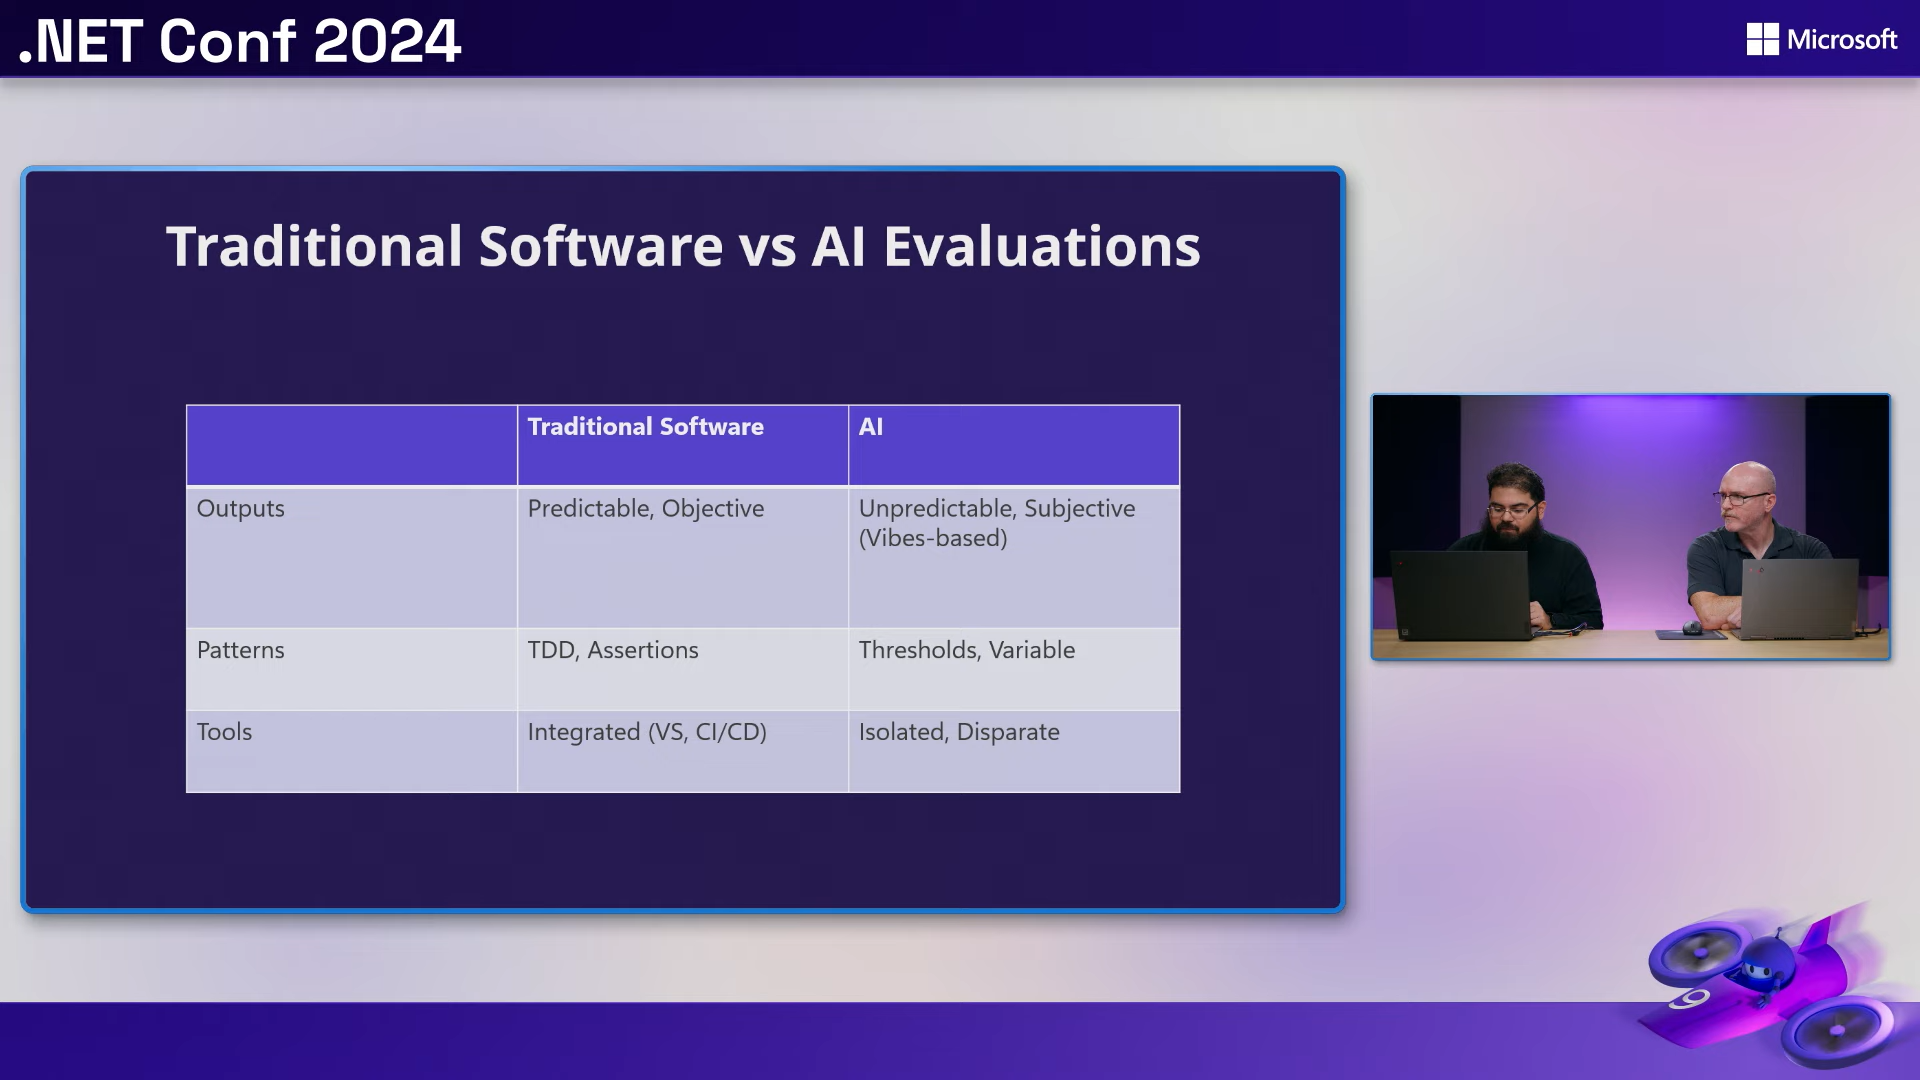 .NET Conf 2024
Microsoft
Traditional Software vs AI Evaluations
Traditional Software
AI
Outputs
Predictable, Objective
Unpredictable, Subjective
(Vibes-based)
Patterns
TDD, Assertions
Thresholds, Variable
Tools
Integrated (VS, CI/CD)
Isolated, Disparate
9